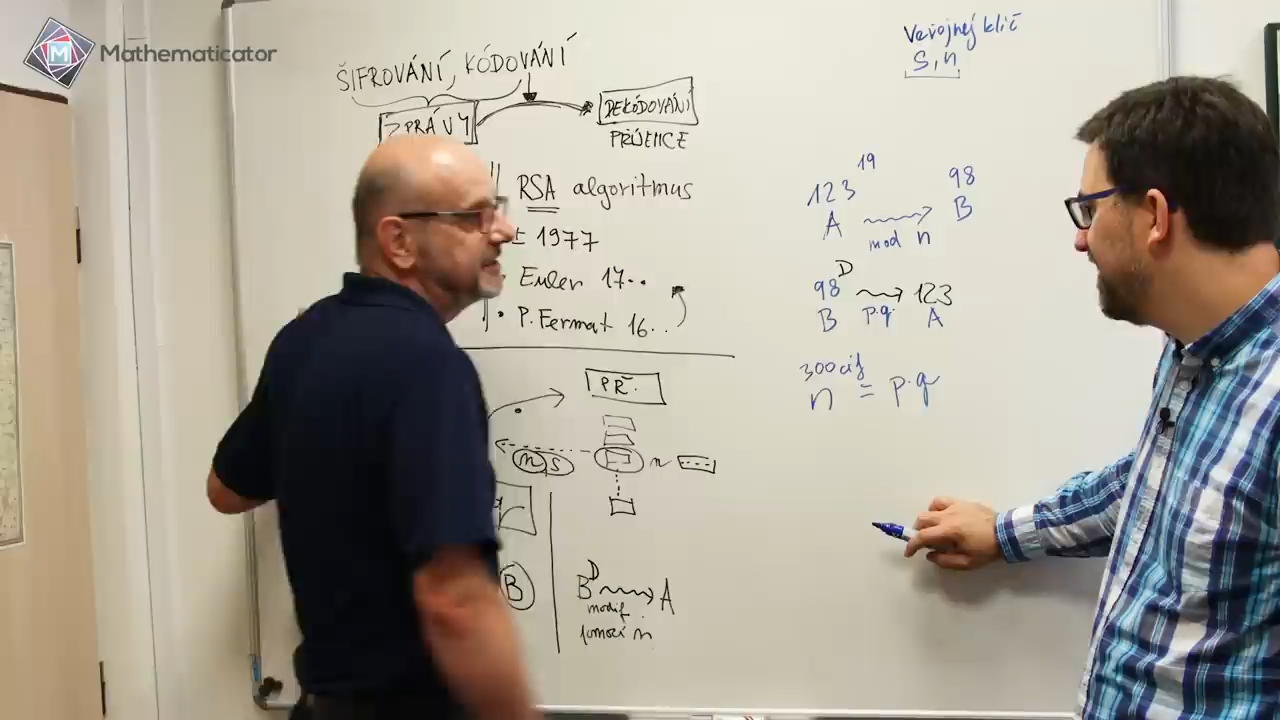 Mathematicator
ŠIFROVÁNÍ, KÓDOVÁNÍ
ZPRÁVY
DEKÓDOVÁNÍ
PŘÍJEMCE
RSA algoritmus
± 1977
• Euler 17..
• P. Fermat 16..
PŘ.
n s
n
B
B^D A
modif.
pomocí n
Veřojnej klíč
S, n
123^19 98
A B
mod n
98^D 123
B p.q. A
300 cif
n = p·q